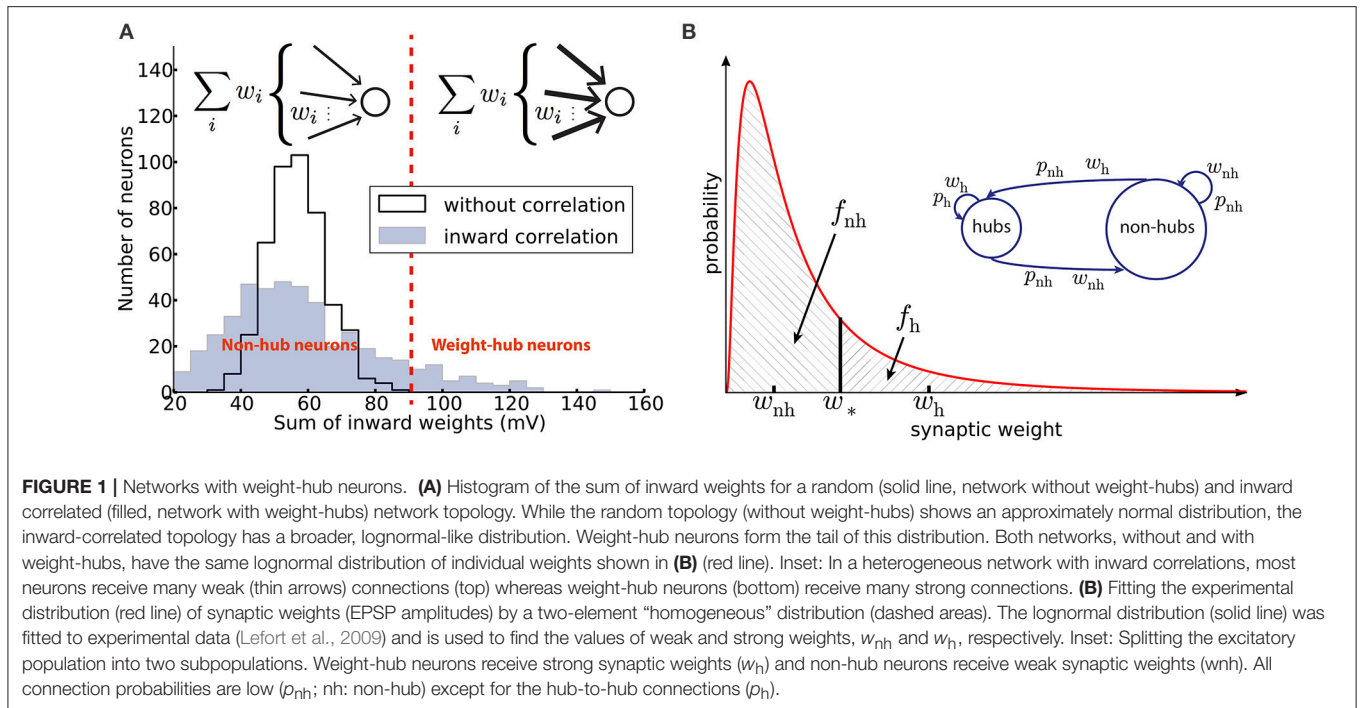 A
140
120
100
80
60
40
20
0
Number of neurons
∑ w_i { w_i ⋮
i
∑ w_i { w_i ⋮
i
without correlation
inward correlation
Non-hub neurons
Weight-hub neurons
20 40 60 80 100 120 140 160
Sum of inward weights (mV)
B
probability
f_nh
f_h
w_nh w_* w_h
synaptic weight
p_nh w_h
w_h
p_h
hubs
w_nh
p_nh
non-hubs
p_nh w_nh
FIGURE 1 | Networks with weight-hub neurons. (A) Histogram of the sum of inward weights for a random (solid line, network without weight-hubs) and inward
correlated (filled, network with weight-hubs) network topology. While the random topology (without weight-hubs) shows an approximately normal distribution, the
inward-correlated topology has a broader, lognormal-like distribution. Weight-hub neurons form the tail of this distribution. Both networks, without and with
weight-hubs, have the same lognormal distribution of individual weights shown in (B) (red line). Inset: In a heterogeneous network with inward correlations, most
neurons receive many weak (thin arrows) connections (top) whereas weight-hub neurons (bottom) receive many strong connections. (B) Fitting the experimental
distribution (red line) of synaptic weights (EPSP amplitudes) by a two-element “homogeneous” distribution (dashed areas). The lognormal distribution (solid line) was
fitted to experimental data (Lefort et al., 2009) and is used to find the values of weak and strong weights, w_nh and w_h, respectively. Inset: Splitting the excitatory
population into two subpopulations. Weight-hub neurons receive strong synaptic weights (w_h) and non-hub neurons receive weak synaptic weights (wnh). All
connection probabilities are low (p_nh; nh: non-hub) except for the hub-to-hub connections (p_h).